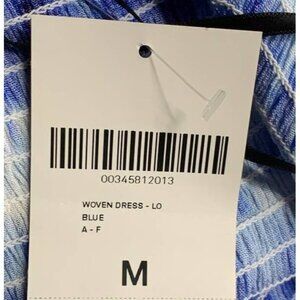 00345812013
WOVEN DRESS - LO
BLUE
A - F
M